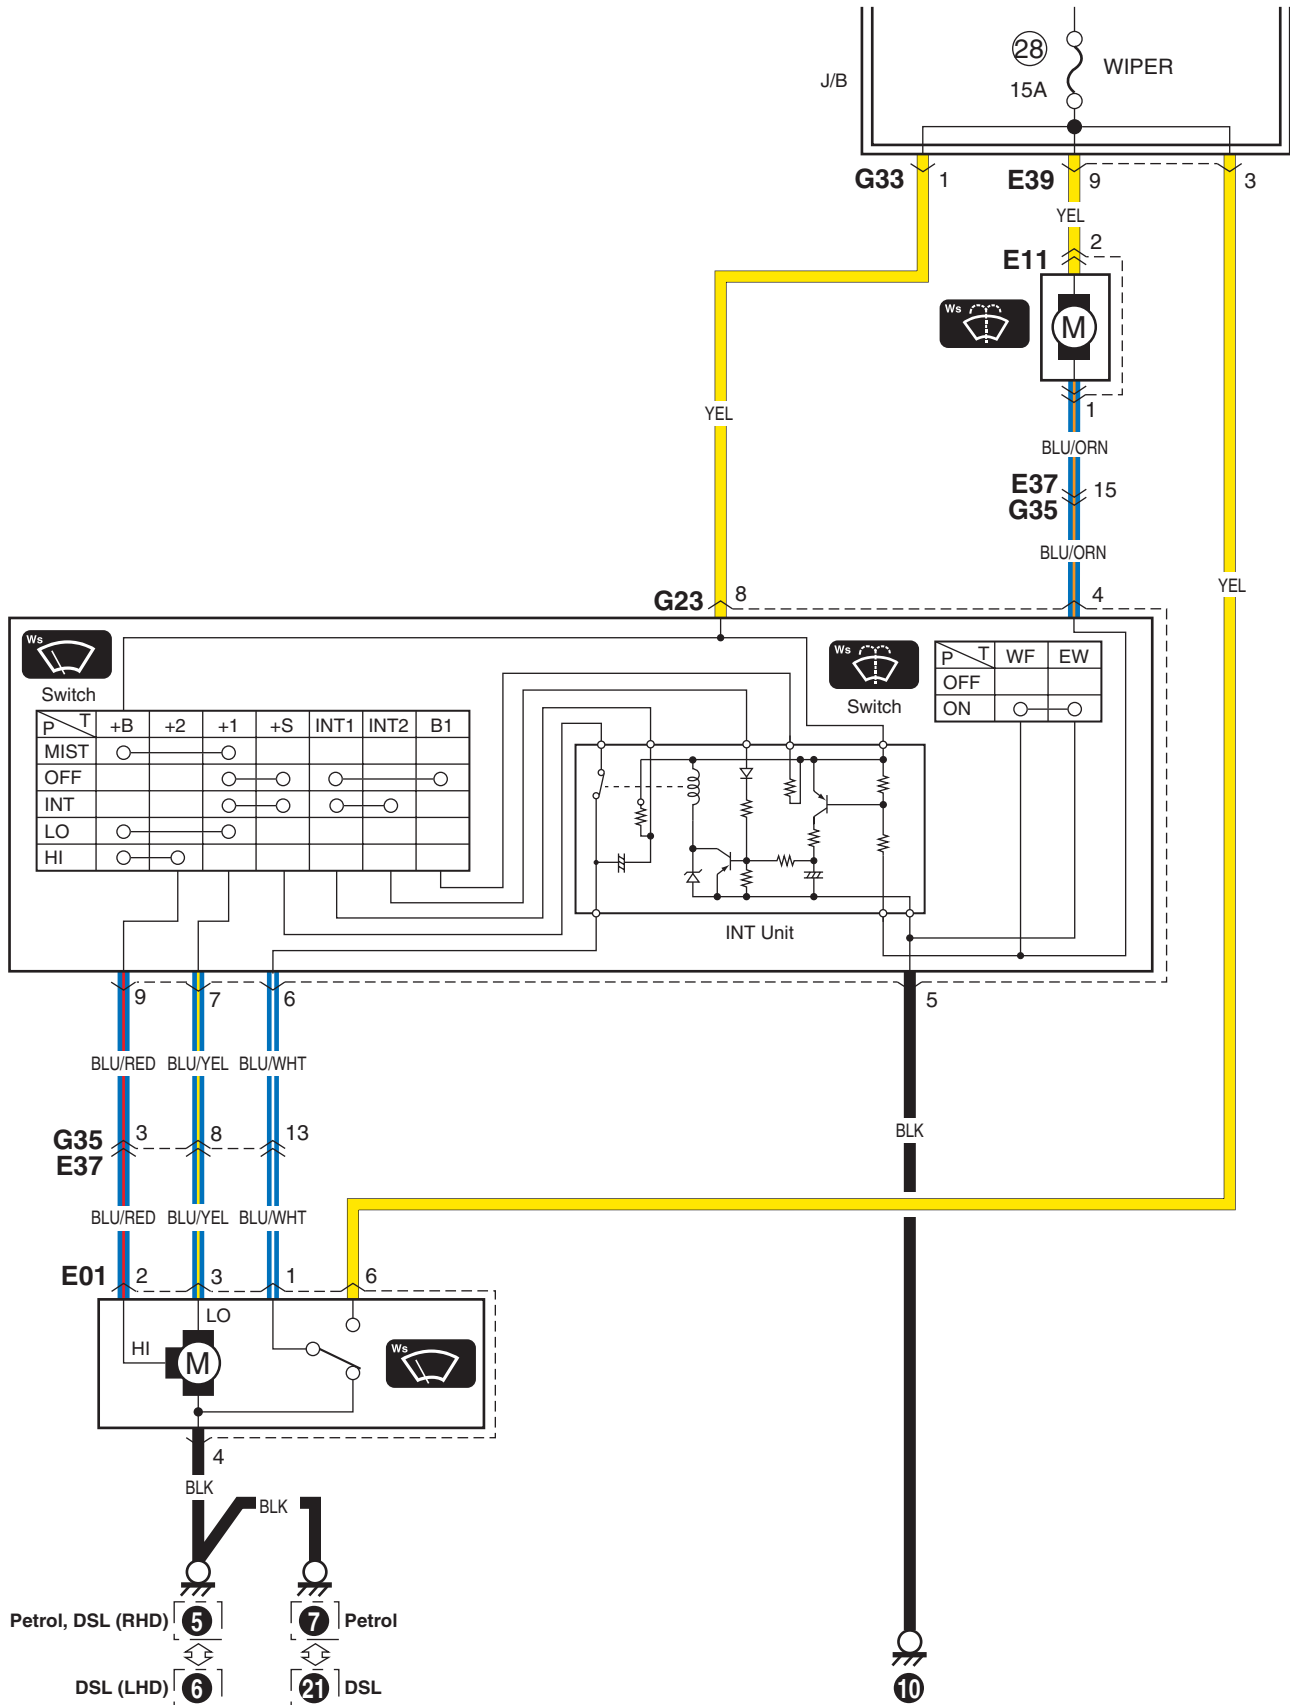 28
15A
WIPER
J/B
G33 1
E39 9
3
YEL
2
E11
Ws
M
1
BLU/ORN
YEL
E37 15
G35
BLU/ORN
YEL
G23 8
4
Ws
Switch
Ws
Switch
P T WF EW
OFF
ON
P T +B +2 +1 +S INT1 INT2 B1
MIST
OFF
INT
LO
HI
INT Unit
9 7 6 5
BLU/RED BLU/YEL BLU/WHT
BLK
G35 3 8 13
E37
BLU/RED BLU/YEL BLU/WHT
E01 2 3 1 6
LO
HI
M
Ws
4
BLK
BLK
Petrol, DSL (RHD) 5
7 Petrol
DSL (LHD) 6
21 DSL
10